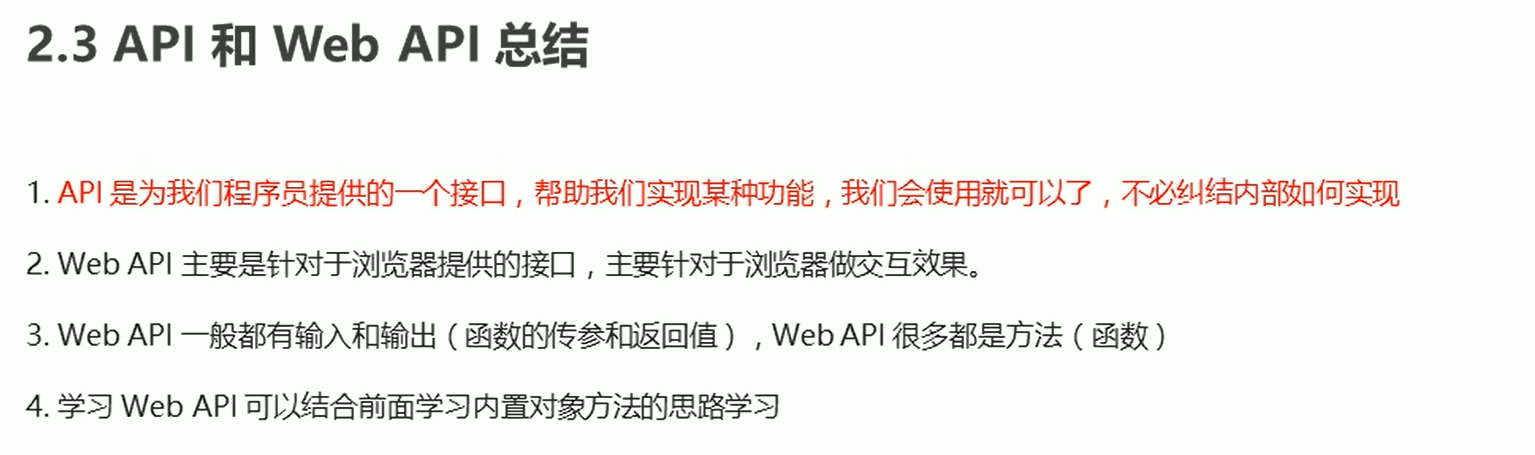 2.3 API 和 Web API 总结
1. API 是为我们程序员提供的一个接口，帮助我们实现某种功能，我们会使用就可以了，不必纠结内部如何实现
2. Web API 主要是针对于浏览器提供的接口，主要针对于浏览器做交互效果。
3. Web API 一般都有输入和输出（函数的传参和返回值），Web API 很多都是方法（函数）
4. 学习 Web API 可以结合前面学习内置对象方法的思路学习